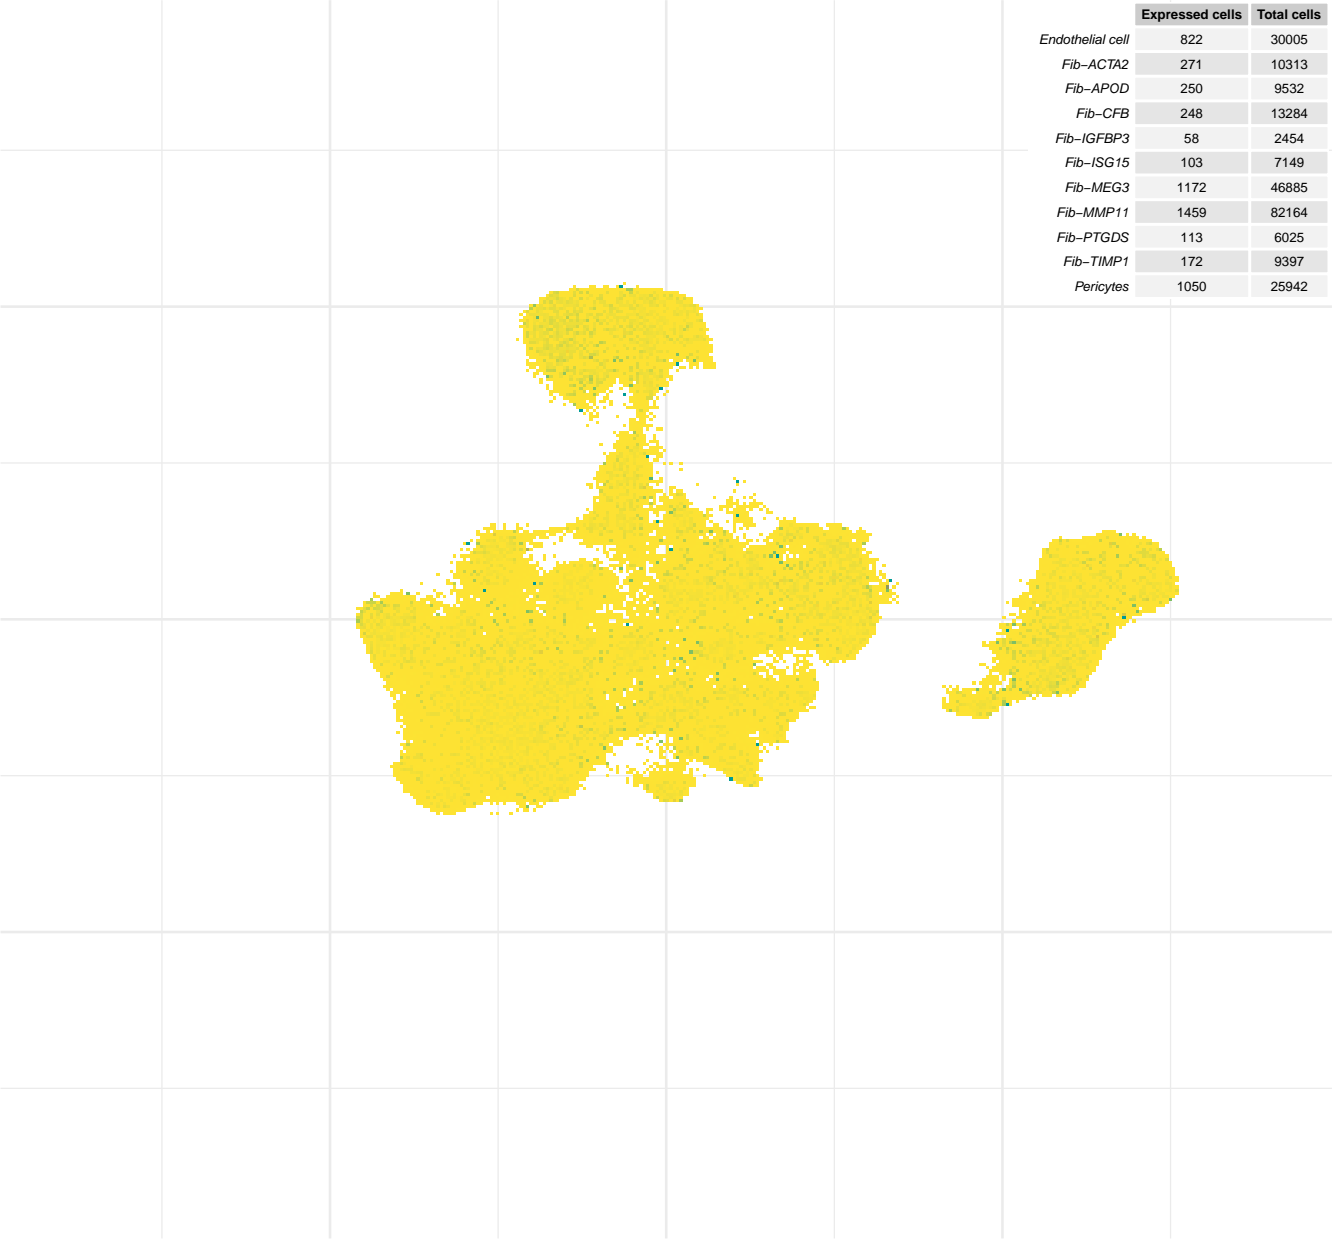 Expressed cells Total cells
Endothelial cell 822 30005
Fib−ACTA2 271 10313
Fib−APOD 250 9532
Fib−CFB 248 13284
Fib−IGFBP3 58 2454
Fib−ISG15 103 7149
Fib−MEG3 1172 46885
Fib−MMP11 1459 82164
Fib−PTGDS 113 6025
Fib−TIMP1 172 9397
Pericytes 1050 25942